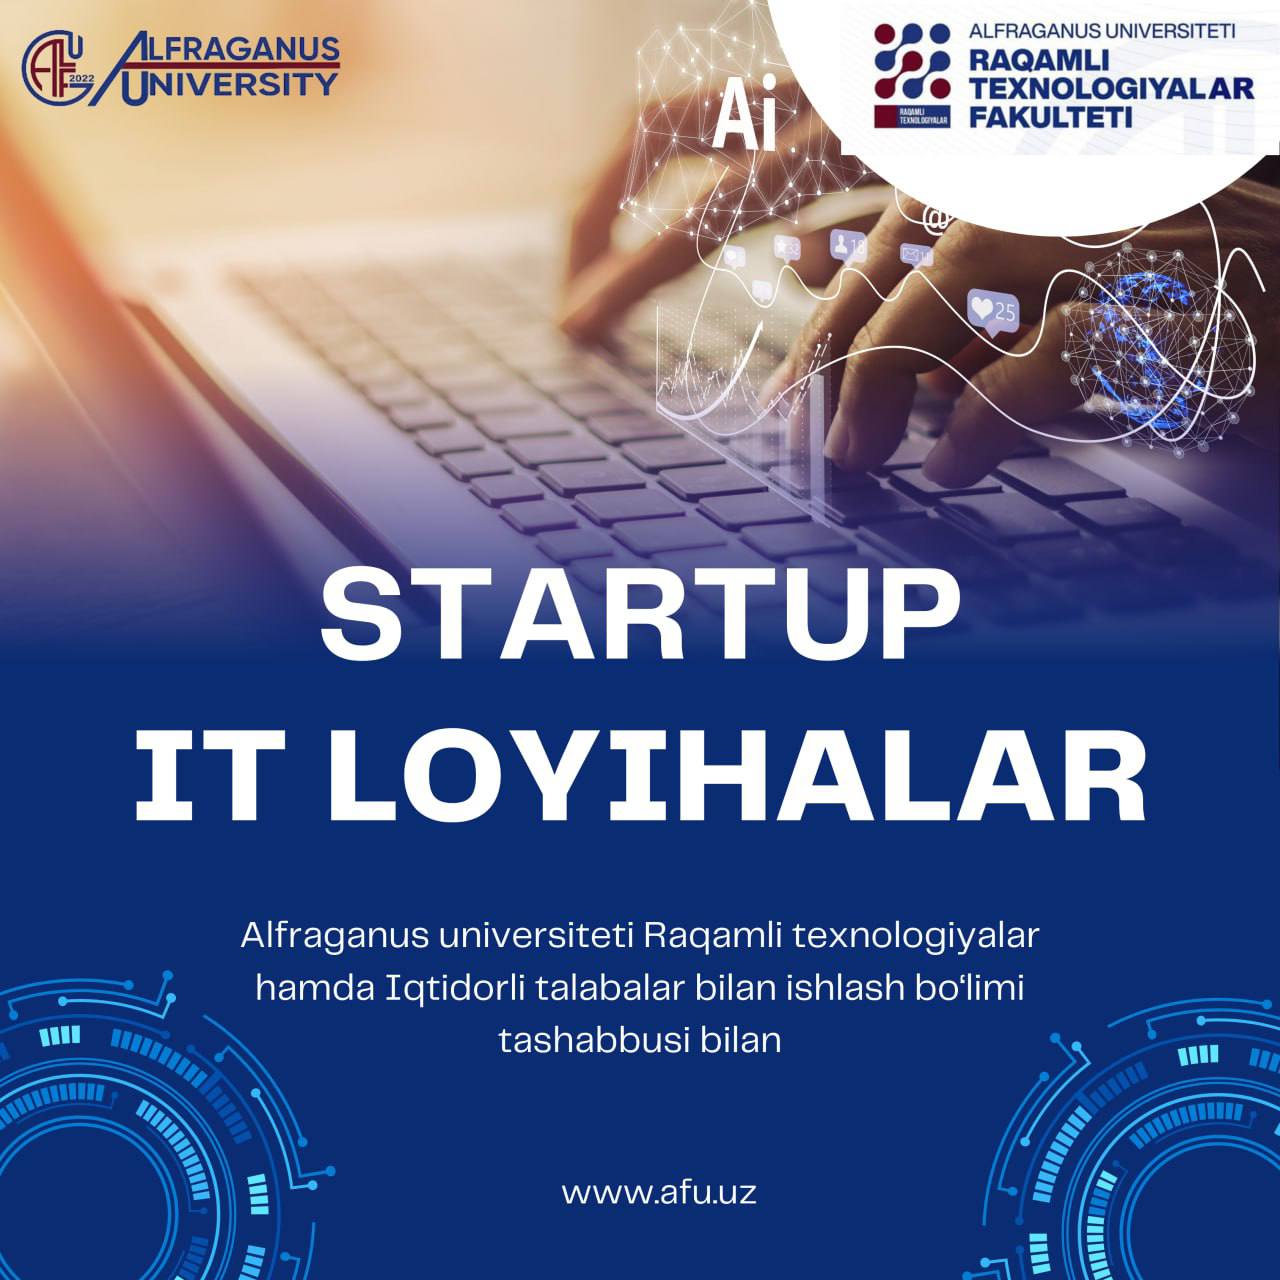 ALFRAGANUS
UNIVERSITY
2022
ALFRAGANUS UNIVERSITETI
RAQAMLI
TEXNOLOGIYALAR
FAKULTETI
RAQAMLI
TEXNOLOGIYALAR
Ai
@
25
STARTUP
IT LOYIHALAR
Alfraganus universiteti Raqamli texnologiyalar
hamda Iqtidorli talabalar bilan ishlash bo‘limi
tashabbusi bilan
www.afu.uz